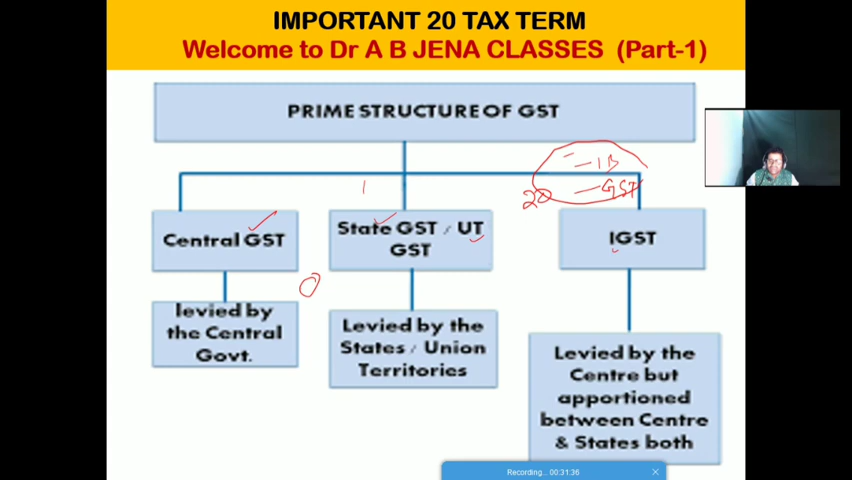 IMPORTANT 20 TAX TERM
Welcome to Dr A B JENA CLASSES (Part-1)
PRIME STRUCTURE OF GST
Central GST
State GST / UT
GST
IGST
levied by
the Central
Govt.
Levied by the
States / Union
Territories
Levied by the
Centre but
apportioned
between Centre
& States both
20
GST
Recording... 00:31:36